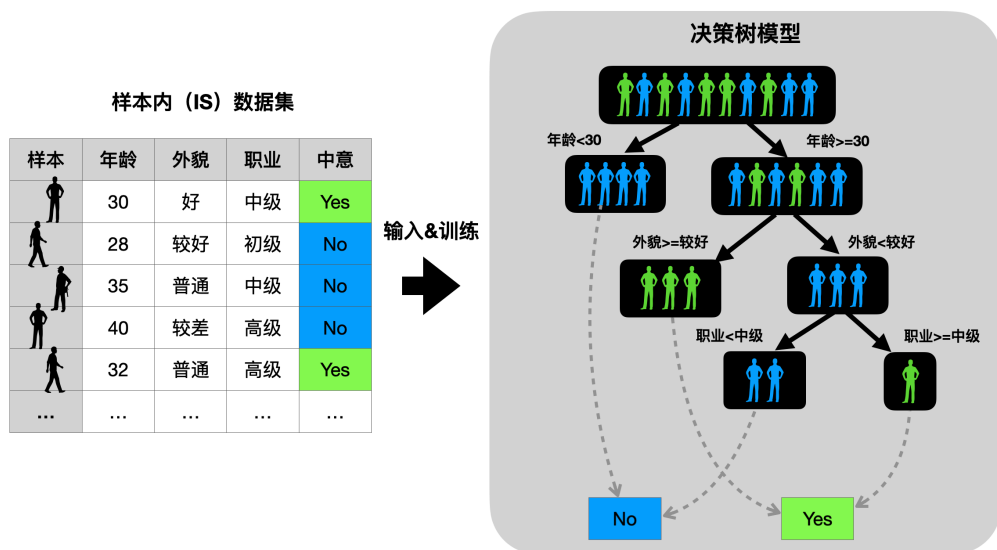 样本内（IS）数据集
样本 年龄 外貌 职业 中意
30 好 中级 Yes
28 较好 初级 No
35 普通 中级 No
40 较差 高级 No
32 普通 高级 Yes
... ... ... ... ...
输入&训练
决策树模型
年龄<30
年龄>=30
外貌>=较好
外貌<较好
职业<中级
职业>=中级
No
Yes